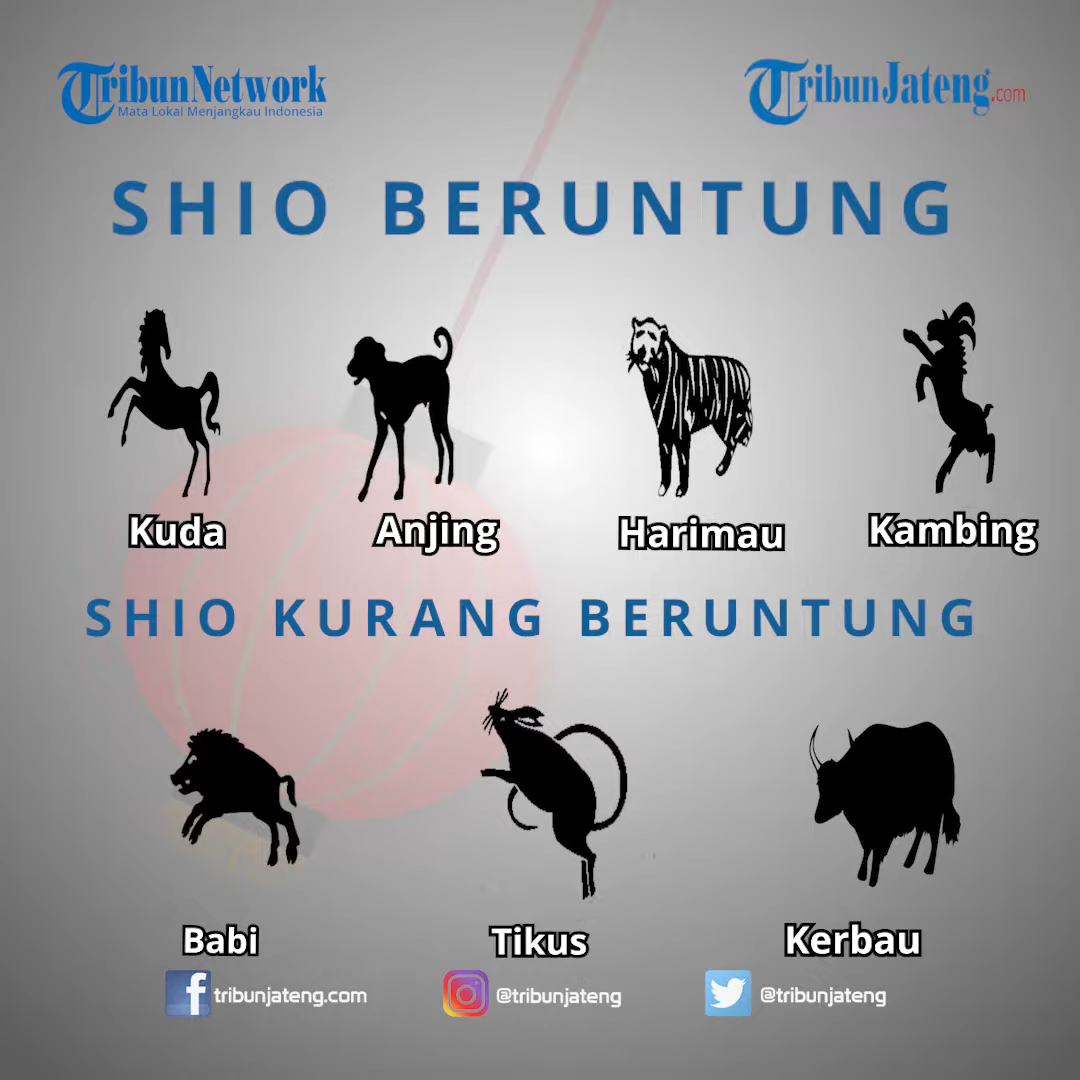 TribunNetwork
Mata Lokal Menjangkau Indonesia
TribunJateng.com
SHIO BERUNTUNG
Kuda
Anjing
Harimau
Kambing
SHIO KURANG BERUNTUNG
Babi
Tikus
Kerbau
tribunjateng.com
@tribunjateng
@tribunjateng